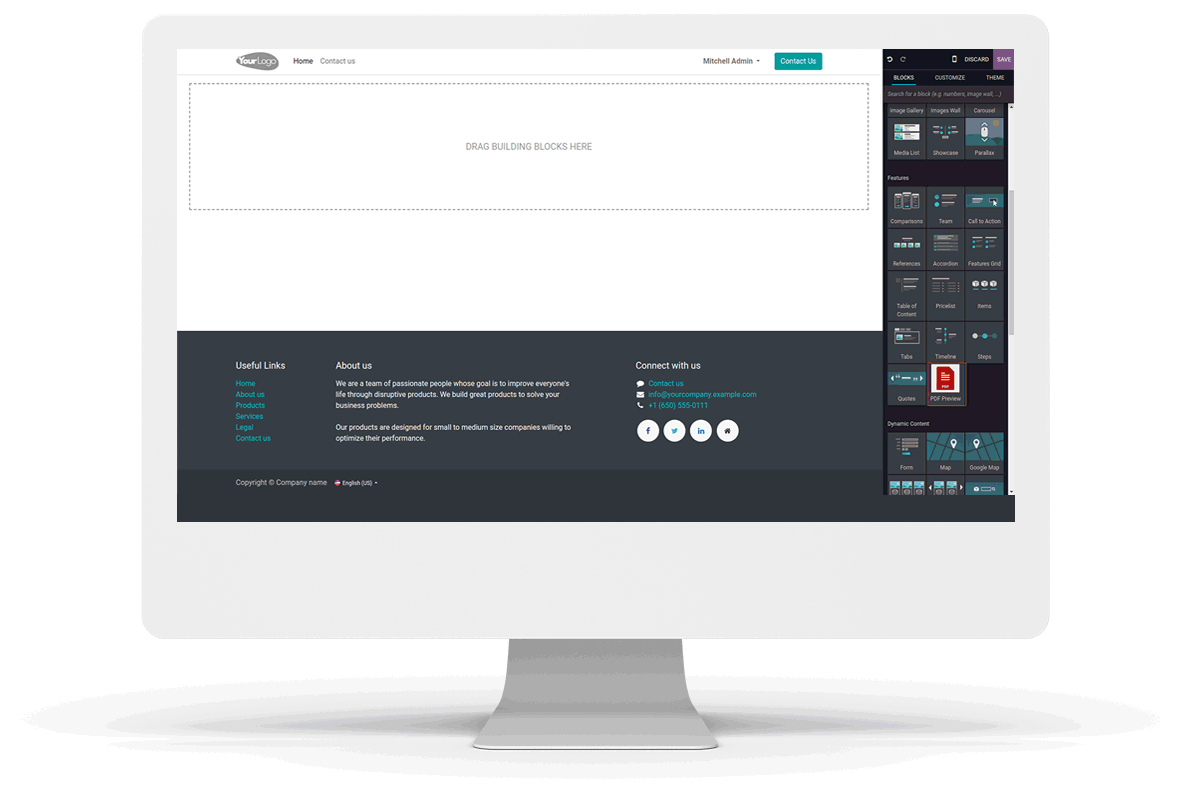 YourLogo
Home
Contact us
Mitchell Admin
Contact Us
DISCARD
SAVE
BLOCKS
CUSTOMIZE
THEME
Search for a block (e.g. numbers, image wall, ...)
Image Gallery
Images Wall
Carousel
Media List
Showcase
Parallax
DRAG BUILDING BLOCKS HERE
Features
Comparisons
Team
Call to Action
References
Accordion
Features Grid
Table of
Content
Pricelist
Items
Tabs
Timeline
Steps
PDF
Quotes
PDF Preview
Dynamic Content
Form
Map
Google Map
Useful Links
Home
About us
Products
Services
Legal
Contact us
About us
We are a team of passionate people whose goal is to improve everyone's
life through disruptive products. We build great products to solve your
business problems.
Our products are designed for small to medium size companies willing to
optimize their performance.
Connect with us
Contact us
info@yourcompany.example.com
+1 (650) 555-0111
Copyright © Company name
English (US)